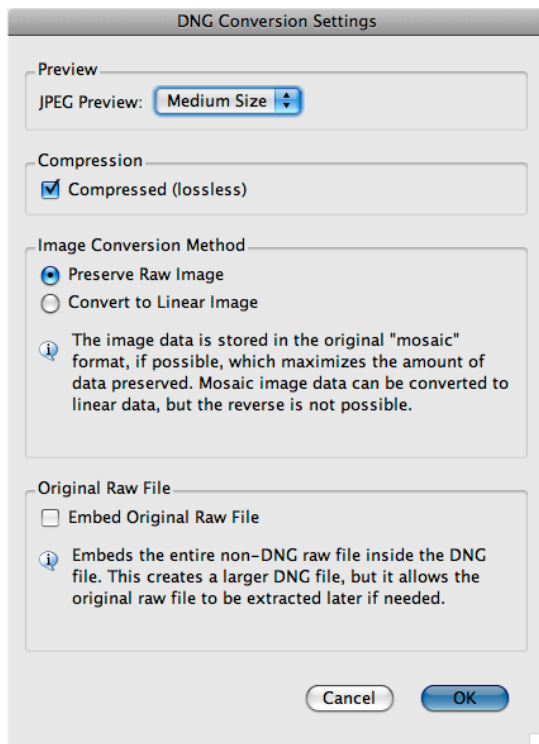 DNG Conversion Settings
Preview
JPEG Preview: Medium Size
Compression
Compressed (lossless)
Image Conversion Method
Preserve Raw Image
Convert to Linear Image
The image data is stored in the original "mosaic"
format, if possible, which maximizes the amount of
data preserved. Mosaic image data can be converted to
linear data, but the reverse is not possible.
Original Raw File
Embed Original Raw File
Embeds the entire non-DNG raw file inside the DNG
file. This creates a larger DNG file, but it allows the
original raw file to be extracted later if needed.
Cancel OK